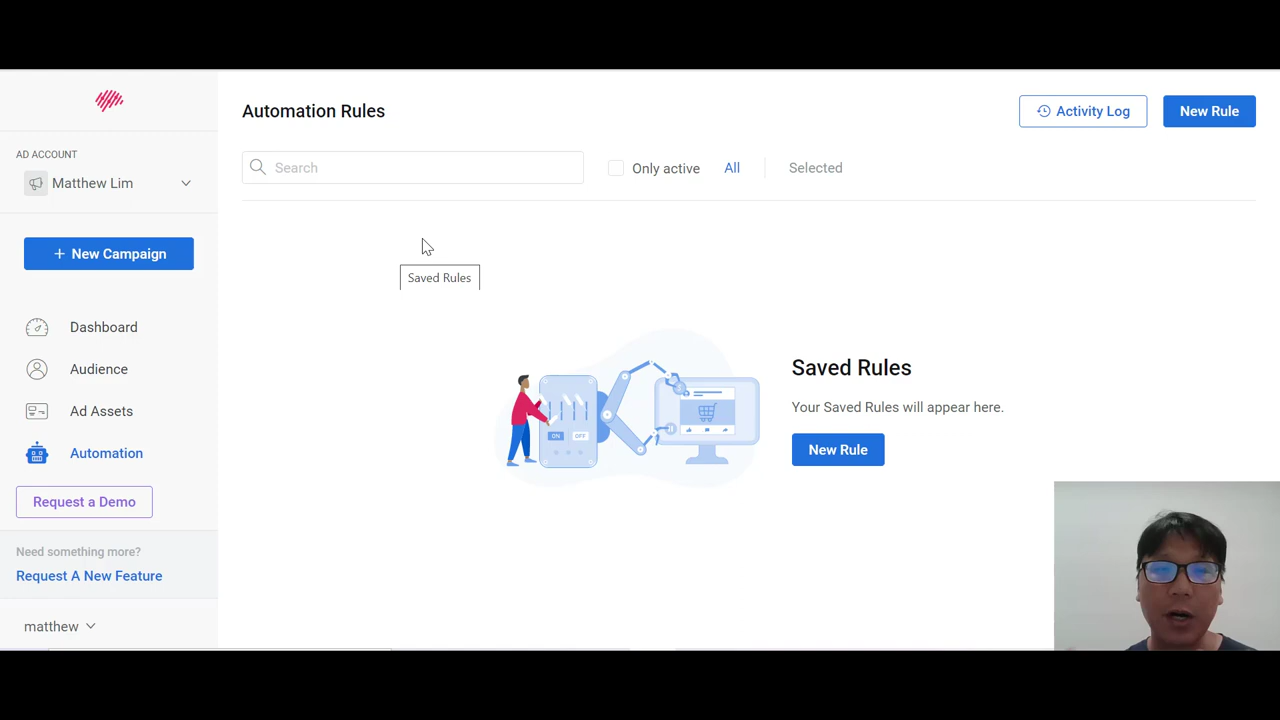 AD ACCOUNT
Matthew Lim
+ New Campaign
Dashboard
Audience
Ad Assets
Automation
Request a Demo
Need something more?
Request A New Feature
matthew
Automation Rules
Activity Log
New Rule
Search
Only active
All
Selected
Saved Rules
ON OFF
Saved Rules
Your Saved Rules will appear here.
New Rule